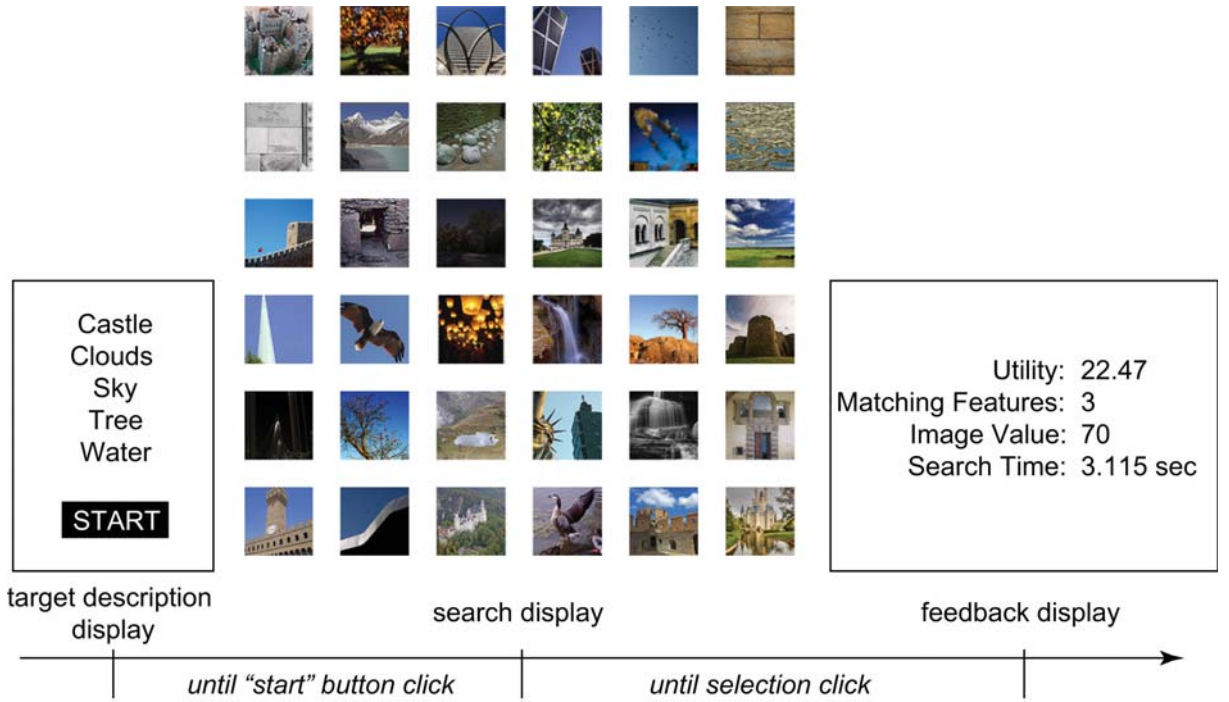 Castle
Clouds
Sky
Tree
Water
START
Utility: 22.47
Matching Features: 3
Image Value: 70
Search Time: 3.115 sec
target description
display
search display
feedback display
until “start” button click
until selection click